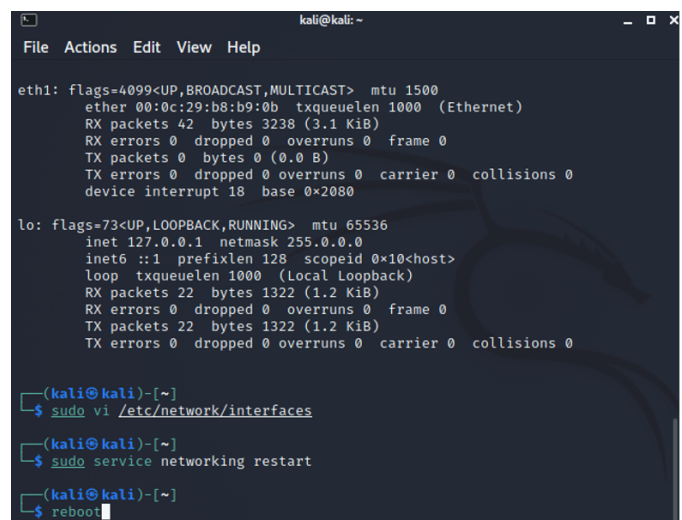 kali@kali: ~
File Actions Edit View Help
eth1: flags=4099<UP,BROADCAST,MULTICAST>  mtu 1500
        ether 00:0c:29:b8:b9:0b  txqueuelen 1000  (Ethernet)
        RX packets 42  bytes 3238 (3.1 KiB)
        RX errors 0  dropped 0  overruns 0  frame 0
        TX packets 0  bytes 0 (0.0 B)
        TX errors 0  dropped 0 overruns 0  carrier 0  collisions 0
        device interrupt 18  base 0×2080
lo: flags=73<UP,LOOPBACK,RUNNING>  mtu 65536
        inet 127.0.0.1  netmask 255.0.0.0
        inet6 ::1  prefixlen 128  scopeid 0×10<host>
        loop  txqueuelen 1000  (Local Loopback)
        RX packets 22  bytes 1322 (1.2 KiB)
        RX errors 0  dropped 0  overruns 0  frame 0
        TX packets 22  bytes 1322 (1.2 KiB)
        TX errors 0  dropped 0 overruns 0  carrier 0  collisions 0
┌──(kali㉿kali)-[~]
└─$ sudo vi /etc/network/interfaces
┌──(kali㉿kali)-[~]
└─$ sudo service networking restart
┌──(kali㉿kali)-[~]
└─$ reboot